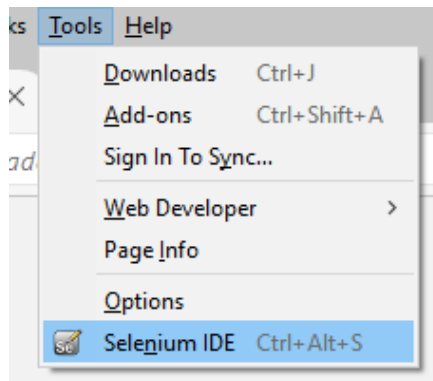 ks Tools Help
Downloads Ctrl+J
Add-ons Ctrl+Shift+A
ad
Sign In To Sync...
Web Developer >
Page Info
Options
Selenium IDE Ctrl+Alt+S